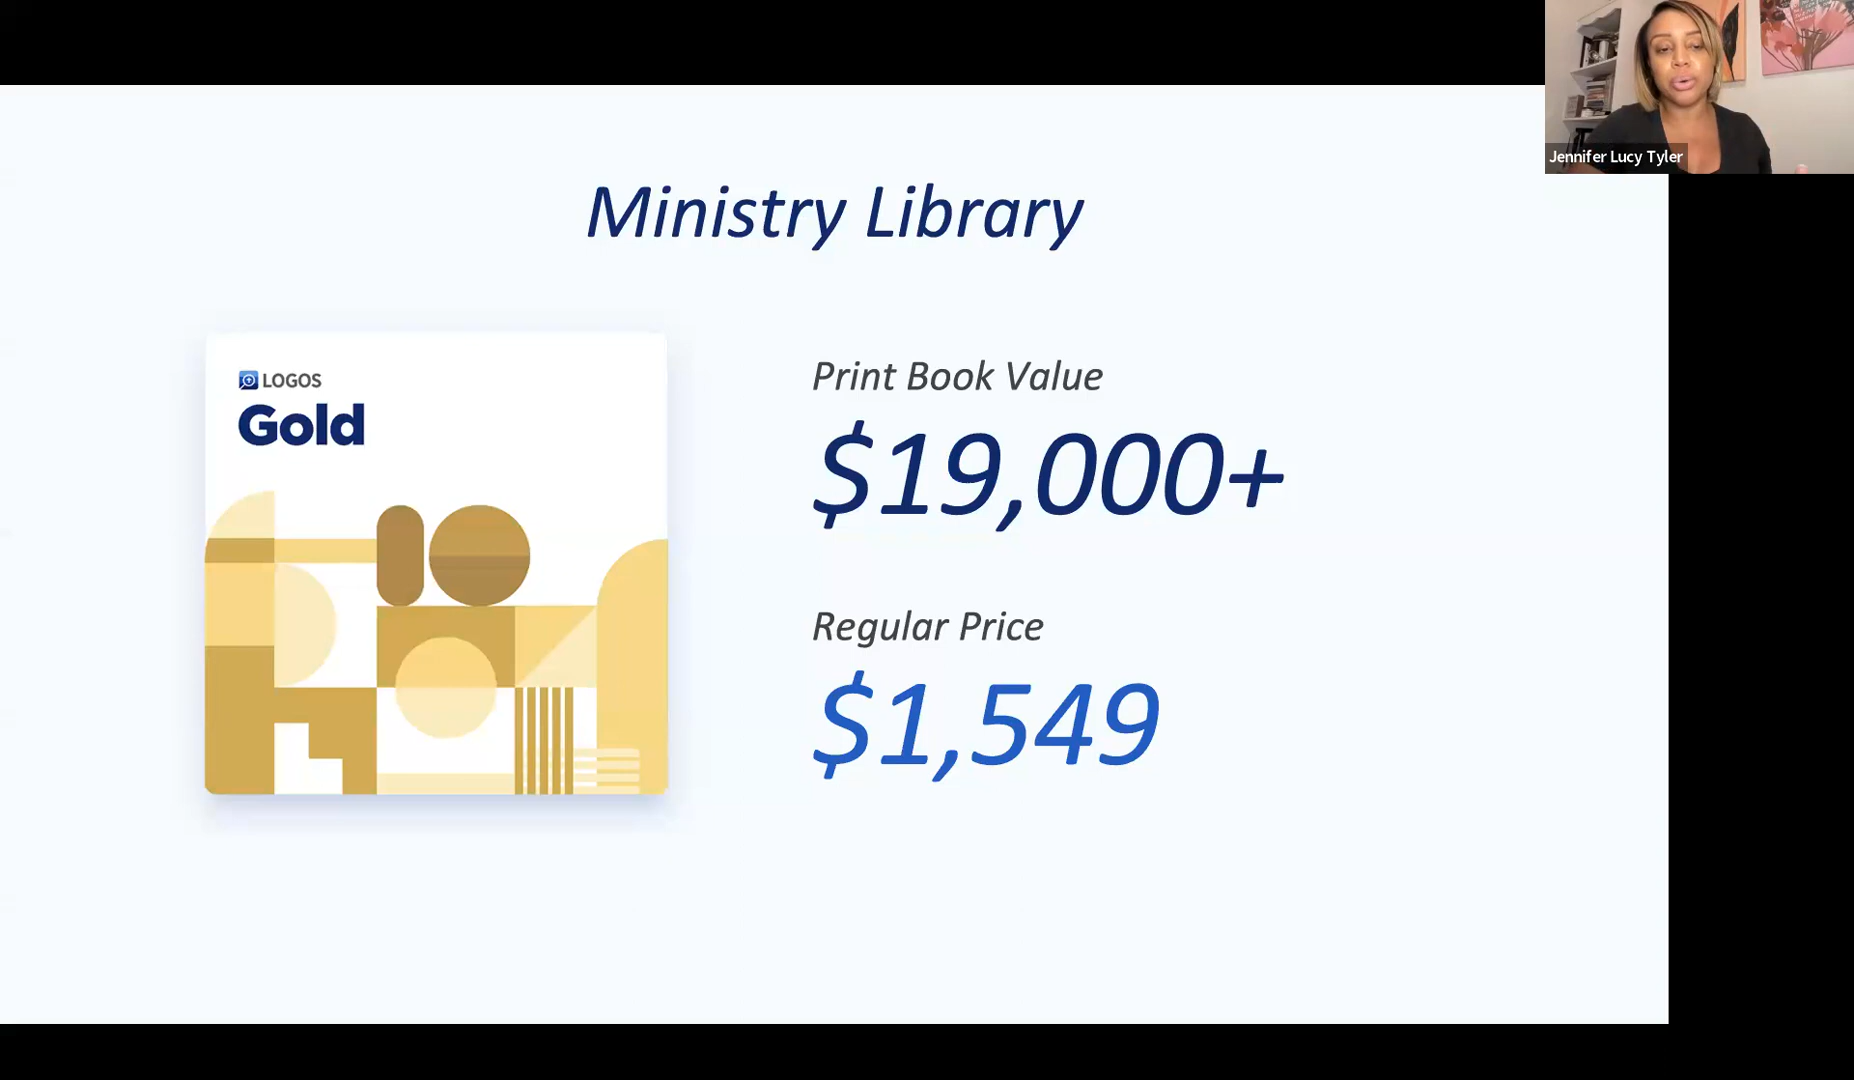 Jennifer Lucy Tyler
Ministry Library
LOGOS
Gold
Print Book Value
$19,000+
Regular Price
$1,549